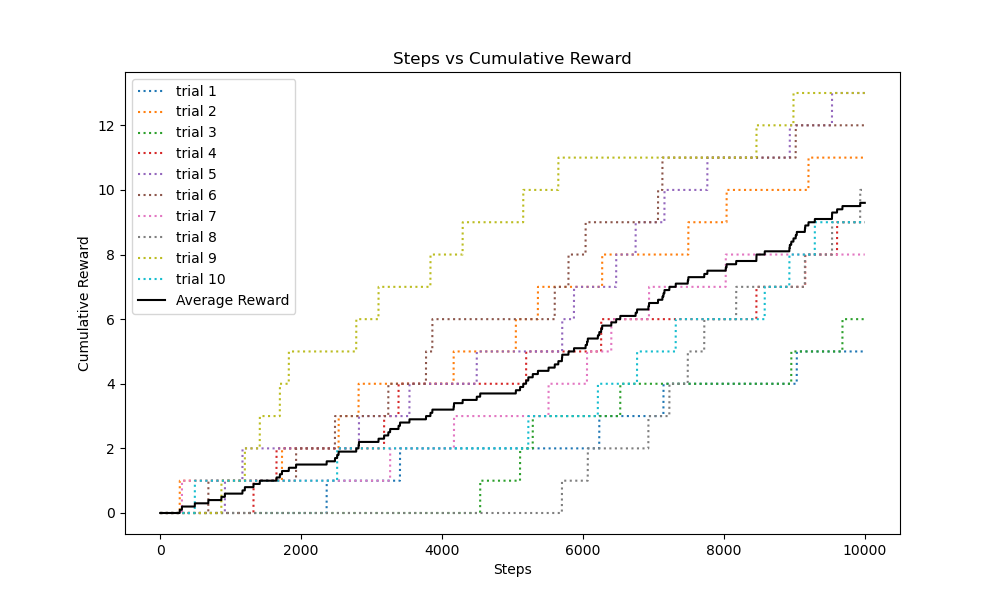 Steps vs Cumulative Reward
trial 1
trial 2
trial 3
trial 4
trial 5
trial 6
trial 7
trial 8
trial 9
trial 10
Average Reward
Cumulative Reward
12
10
8
6
4
2
0
0 2000 4000 6000 8000 10000
Steps